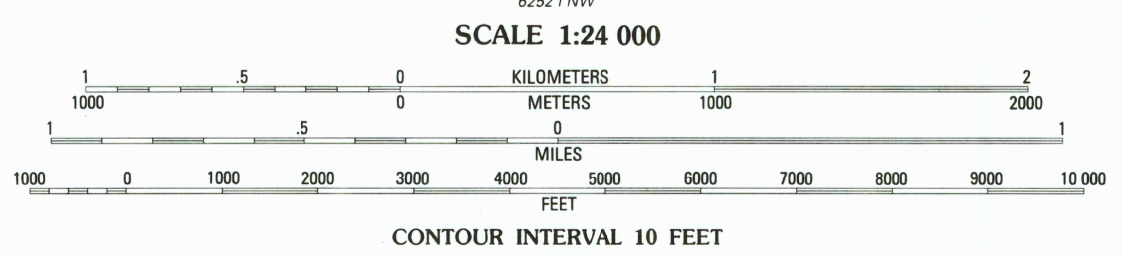 6252 I NW
SCALE 1:24 000
1 .5 0 KILOMETERS 1 2
1000 0 METERS 1000 2000
1 .5 0 1
MILES
1000 0 1000 2000 3000 4000 5000 6000 7000 8000 9000 10 000
FEET
CONTOUR INTERVAL 10 FEET